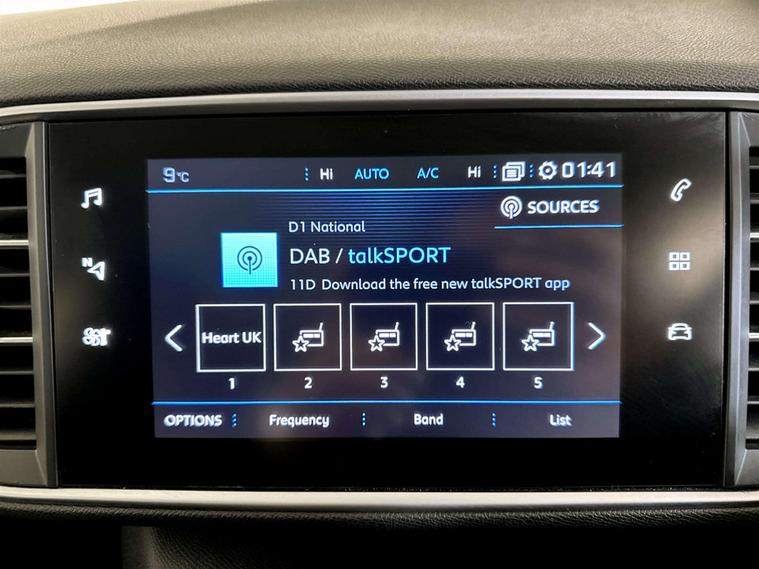 9°C Hi AUTO A/C Hi 01:41
SOURCES
D1 National
DAB / talkSPORT
11D Download the free new talkSPORT app
N
Heart UK
1 2 3 4 5
OPTIONS Frequency Band List